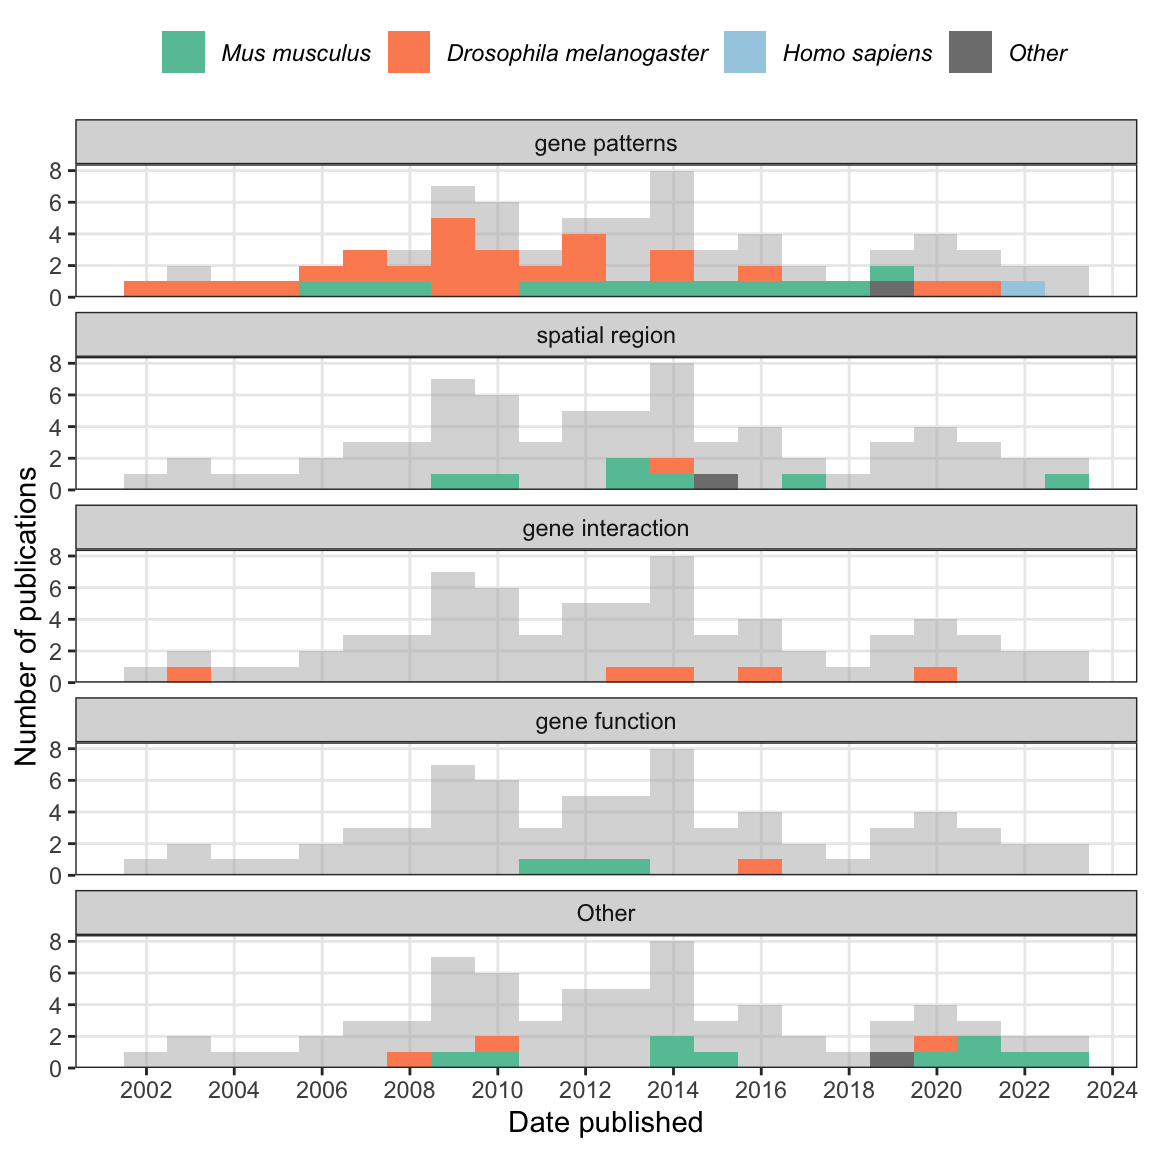 Mus musculus Drosophila melanogaster Homo sapiens Other
gene patterns
8
6
4
2
0
spatial region
8
6
4
2
0
gene interaction
8
6
4
2
0
gene function
8
6
4
2
0
Other
8
6
4
2
0
Number of publications
2002 2004 2006 2008 2010 2012 2014 2016 2018 2020 2022 2024
Date published